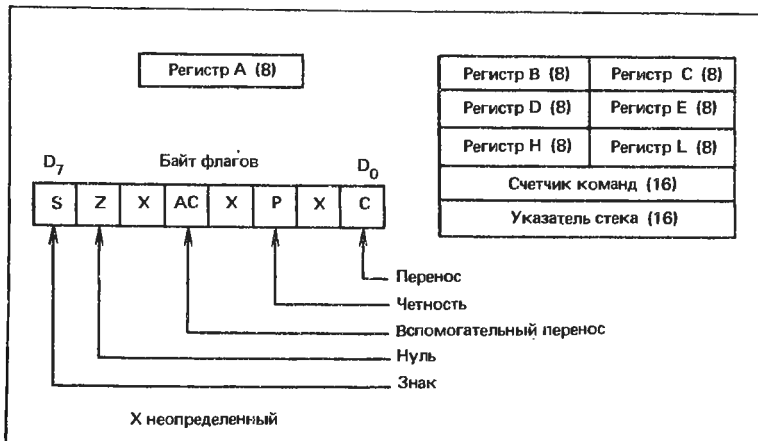 Регистр А (8)
Регистр В (8) Регистр С (8)
Регистр D (8) Регистр Е (8)
Регистр Н (8) Регистр L (8)
Счетчик команд (16)
Указатель стека (16)
D7 Байт флагов D0
S Z X AC X P X C
Перенос
Четность
Вспомогательный перенос
Нуль
Знак
X неопределенный